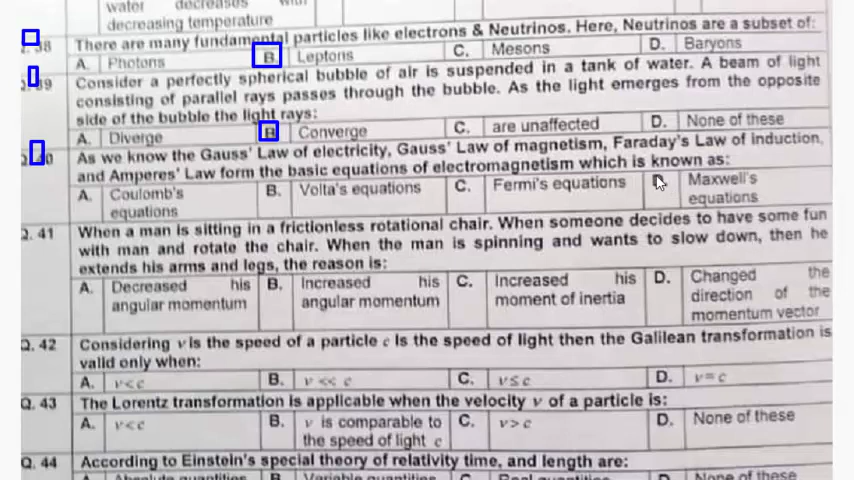 water decreases with
decreasing temperature
38 There are many fundamental particles like electrons & Neutrinos. Here, Neutrinos are a subset of:
A. Photons B. Leptons C. Mesons D. Baryons
39 Consider a perfectly spherical bubble of air is suspended in a tank of water. A beam of light
consisting of parallel rays passes through the bubble. As the light emerges from the opposite
side of the bubble the light rays:
A. Diverge B Converge C. are unaffected D. None of these
40 As we know the Gauss' Law of electricity, Gauss' Law of magnetism, Faraday's Law of induction,
and Amperes' Law form the basic equations of electromagnetism which is known as:
A. Coulomb's equations B. Volta's equations C. Fermi's equations D. Maxwell's equations
Q. 41 When a man is sitting in a frictionless rotational chair. When someone decides to have some fun
with man and rotate the chair. When the man is spinning and wants to slow down, then he
extends his arms and legs, the reason is:
A. Decreased his angular momentum B. Increased his angular momentum C. Increased his moment of inertia D. Changed the direction of the momentum vector
Q. 42 Considering v is the speed of a particle c is the speed of light then the Galilean transformation is
valid only when:
A. v<c B. v << c C. v≤c D. v=c
Q. 43 The Lorentz transformation is applicable when the velocity v of a particle is:
A. v<c B. v is comparable to the speed of light c C. v>c D. None of these
Q. 44 According to Einstein's special theory of relativity time, and length are:
A. Absolute quantities B. Variable quantities C. Real quantities D. None of these